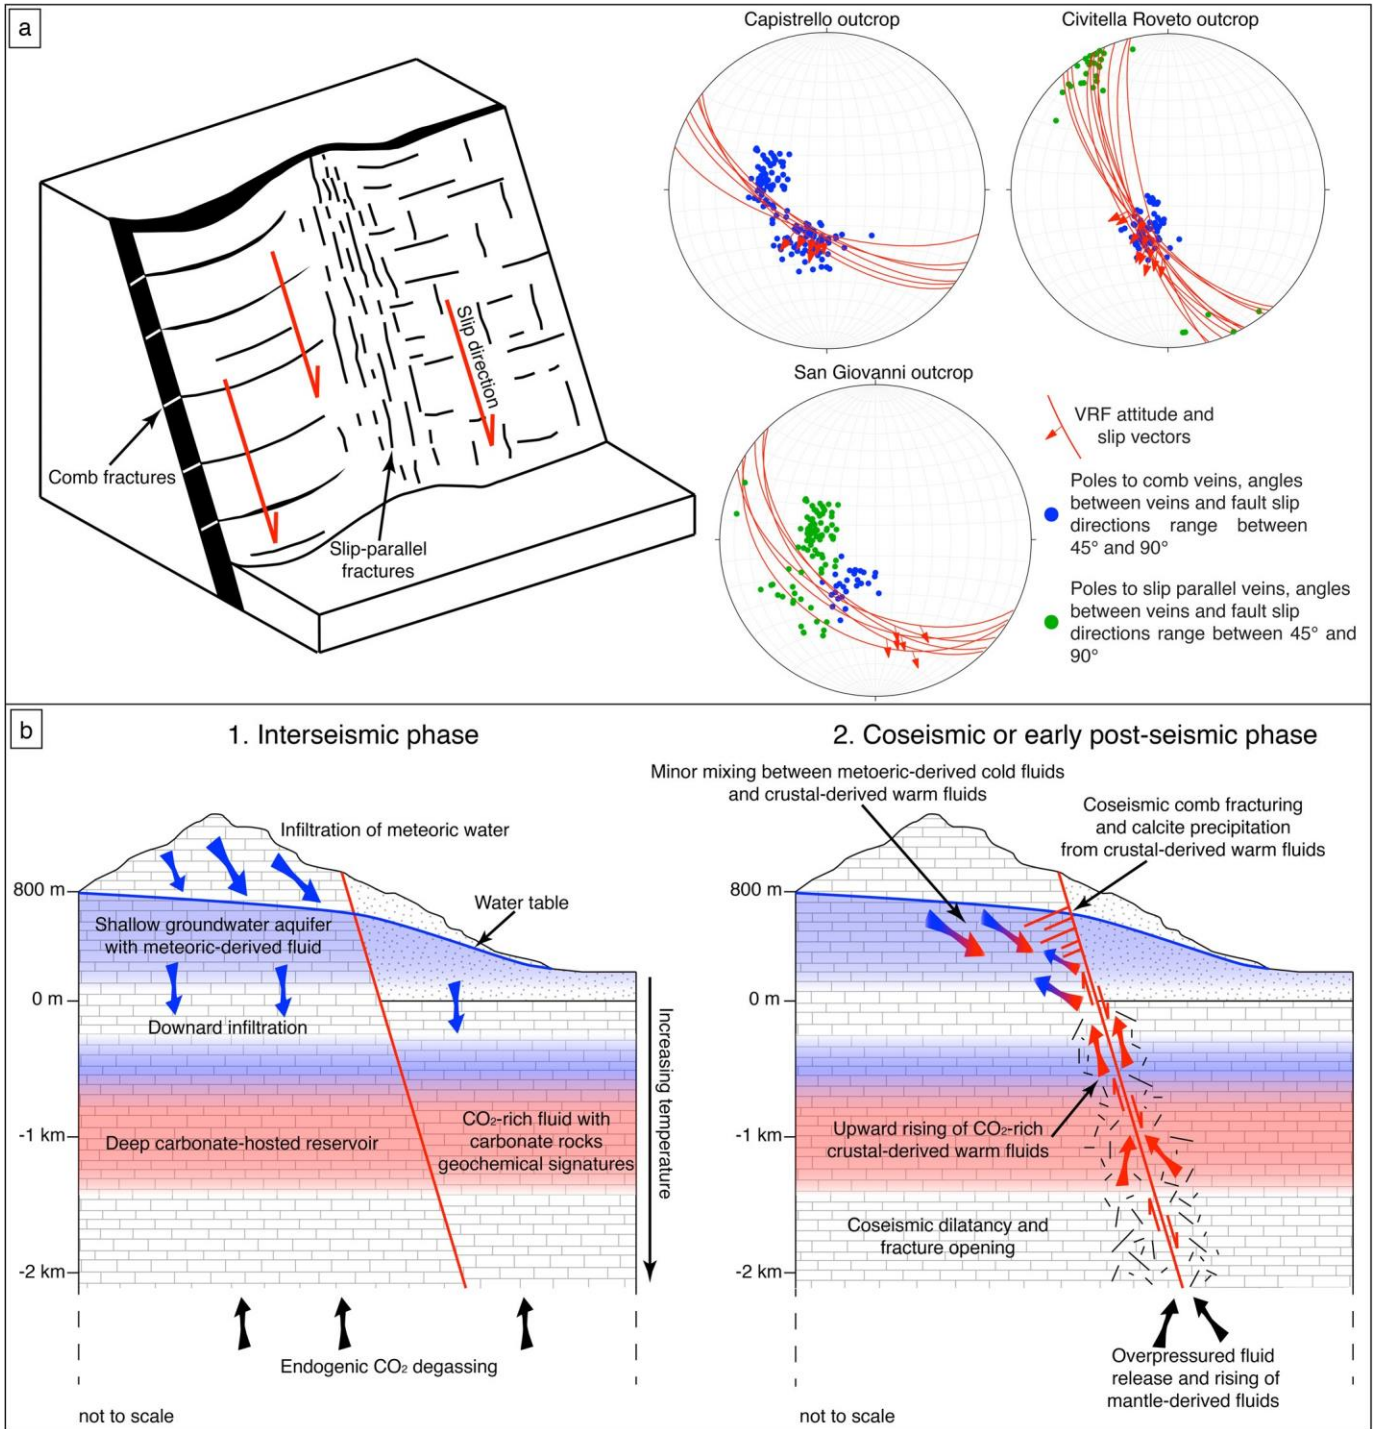 a
Capistrello outcrop
Civitella Roveto outcrop
Slip direction
Comb fractures
Slip-parallel
fractures
San Giovanni outcrop
VRF attitude and
slip vectors
Poles to comb veins, angles
between veins and fault slip
directions range between
45° and 90°
Poles to slip parallel veins, angles
between veins and fault slip
directions range between 45° and
90°
b
1. Interseismic phase
Infiltration of meteoric water
800 m
Water table
Shallow groundwater aquifer
with meteoric-derived fluid
0 m
Downard infiltration
Increasing temperature
-1 km
Deep carbonate-hosted reservoir
CO₂-rich fluid with
carbonate rocks
geochemical signatures
-2 km
Endogenic CO₂ degassing
not to scale
2. Coseismic or early post-seismic phase
Minor mixing between metoeric-derived cold fluids
and crustal-derived warm fluids
Coseismic comb fracturing
and calcite precipitation
from crustal-derived warm fluids
800 m
0 m
-1 km
Upward rising of CO₂-rich
crustal-derived warm fluids
Coseismic dilatancy and
fracture opening
-2 km
Overpressured fluid
release and rising of
mantle-derived fluids
not to scale